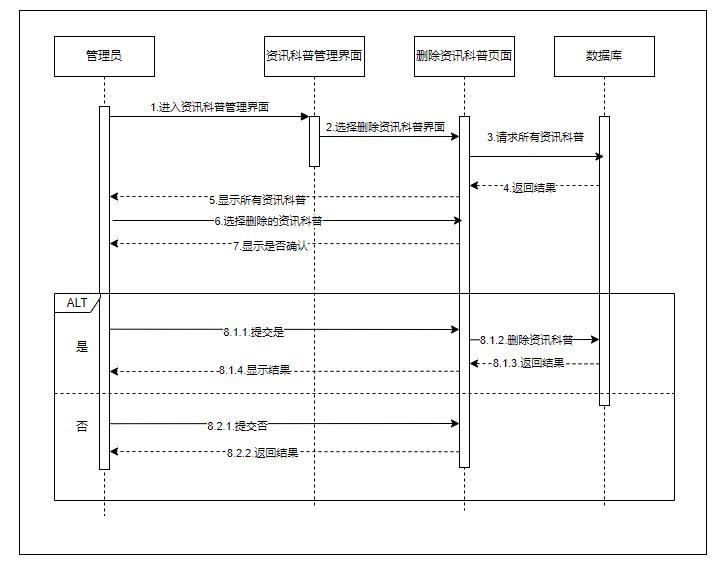 管理员
资讯科普管理界面
删除资讯科普页面
数据库
1.进入资讯科普管理界面
2.选择删除资讯科普界面
3.请求所有资讯科普
4.返回结果
5.显示所有资讯科普
6.选择删除的资讯科普
7.显示是否确认
ALT
是
8.1.1.提交是
8.1.2.删除资讯科普
8.1.3.返回结果
8.1.4.显示结果
否
8.2.1.提交否
8.2.2.返回结果